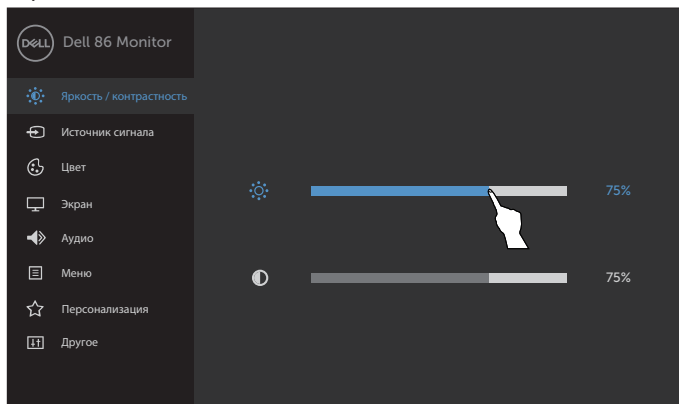 DELL
Dell 86 Monitor
Яркость / контрастность
Источник сигнала
Цвет
Экран
Аудио
Меню
Персонализация
Другое
75%
75%